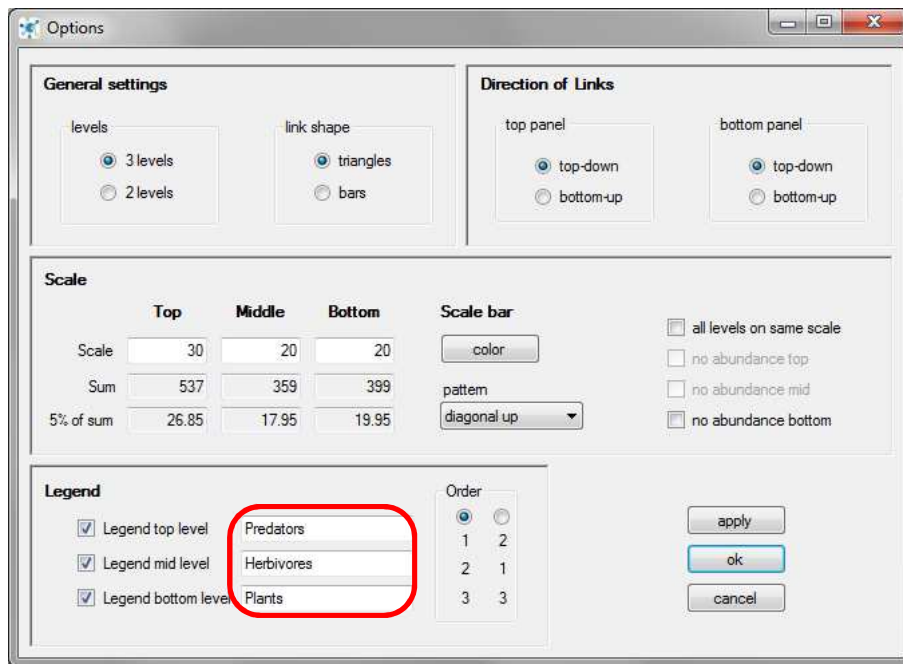 Options
General settings
levels
3 levels
2 levels
link shape
triangles
bars
Direction of Links
top panel
top-down
bottom-up
bottom panel
top-down
bottom-up
Scale
Top Middle Bottom
Scale 30 20 20
Sum 537 359 399
5% of sum 26.85 17.95 19.95
Scale bar
color
pattern
diagonal up
all levels on same scale
no abundance top
no abundance mid
no abundance bottom
Legend
Legend top level Predators
Legend mid level Herbivores
Legend bottom level Plants
Order
1 2
2 1
3 3
apply
ok
cancel